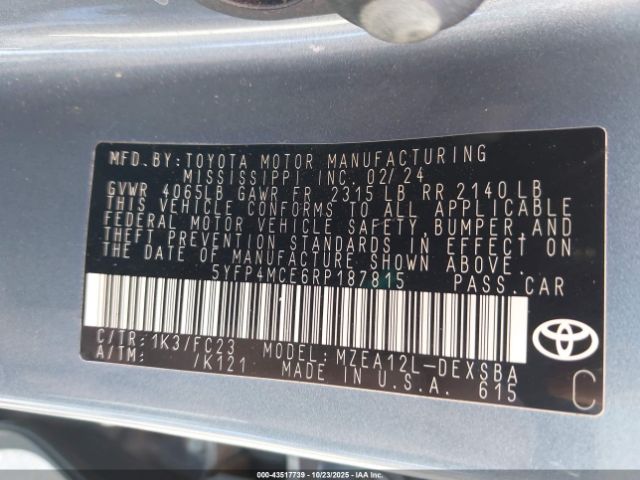 MFD. BY: TOYOTA MOTOR MANUFACTURING
MISSISSIPPI INC. 02/24
GVWR 4065LB GAWR FR 2315 LB RR 2140 LB
THIS VEHICLE CONFORMS TO ALL APPLICABLE
FEDERAL MOTOR VEHICLE SAFETY, BUMPER, AND
THEFT PREVENTION STANDARDS IN EFFECT ON
THE DATE OF MANUFACTURE SHOWN ABOVE.
5YFP4MCE6RP187815 PASS.CAR
C/TR: 1K3/FC23 MODEL: MZEA12L-DEXSBA
A/TM: /K121 MADE IN U.S.A. 615
C
000-43517739 - 10/23/2025 - IAAI.COM